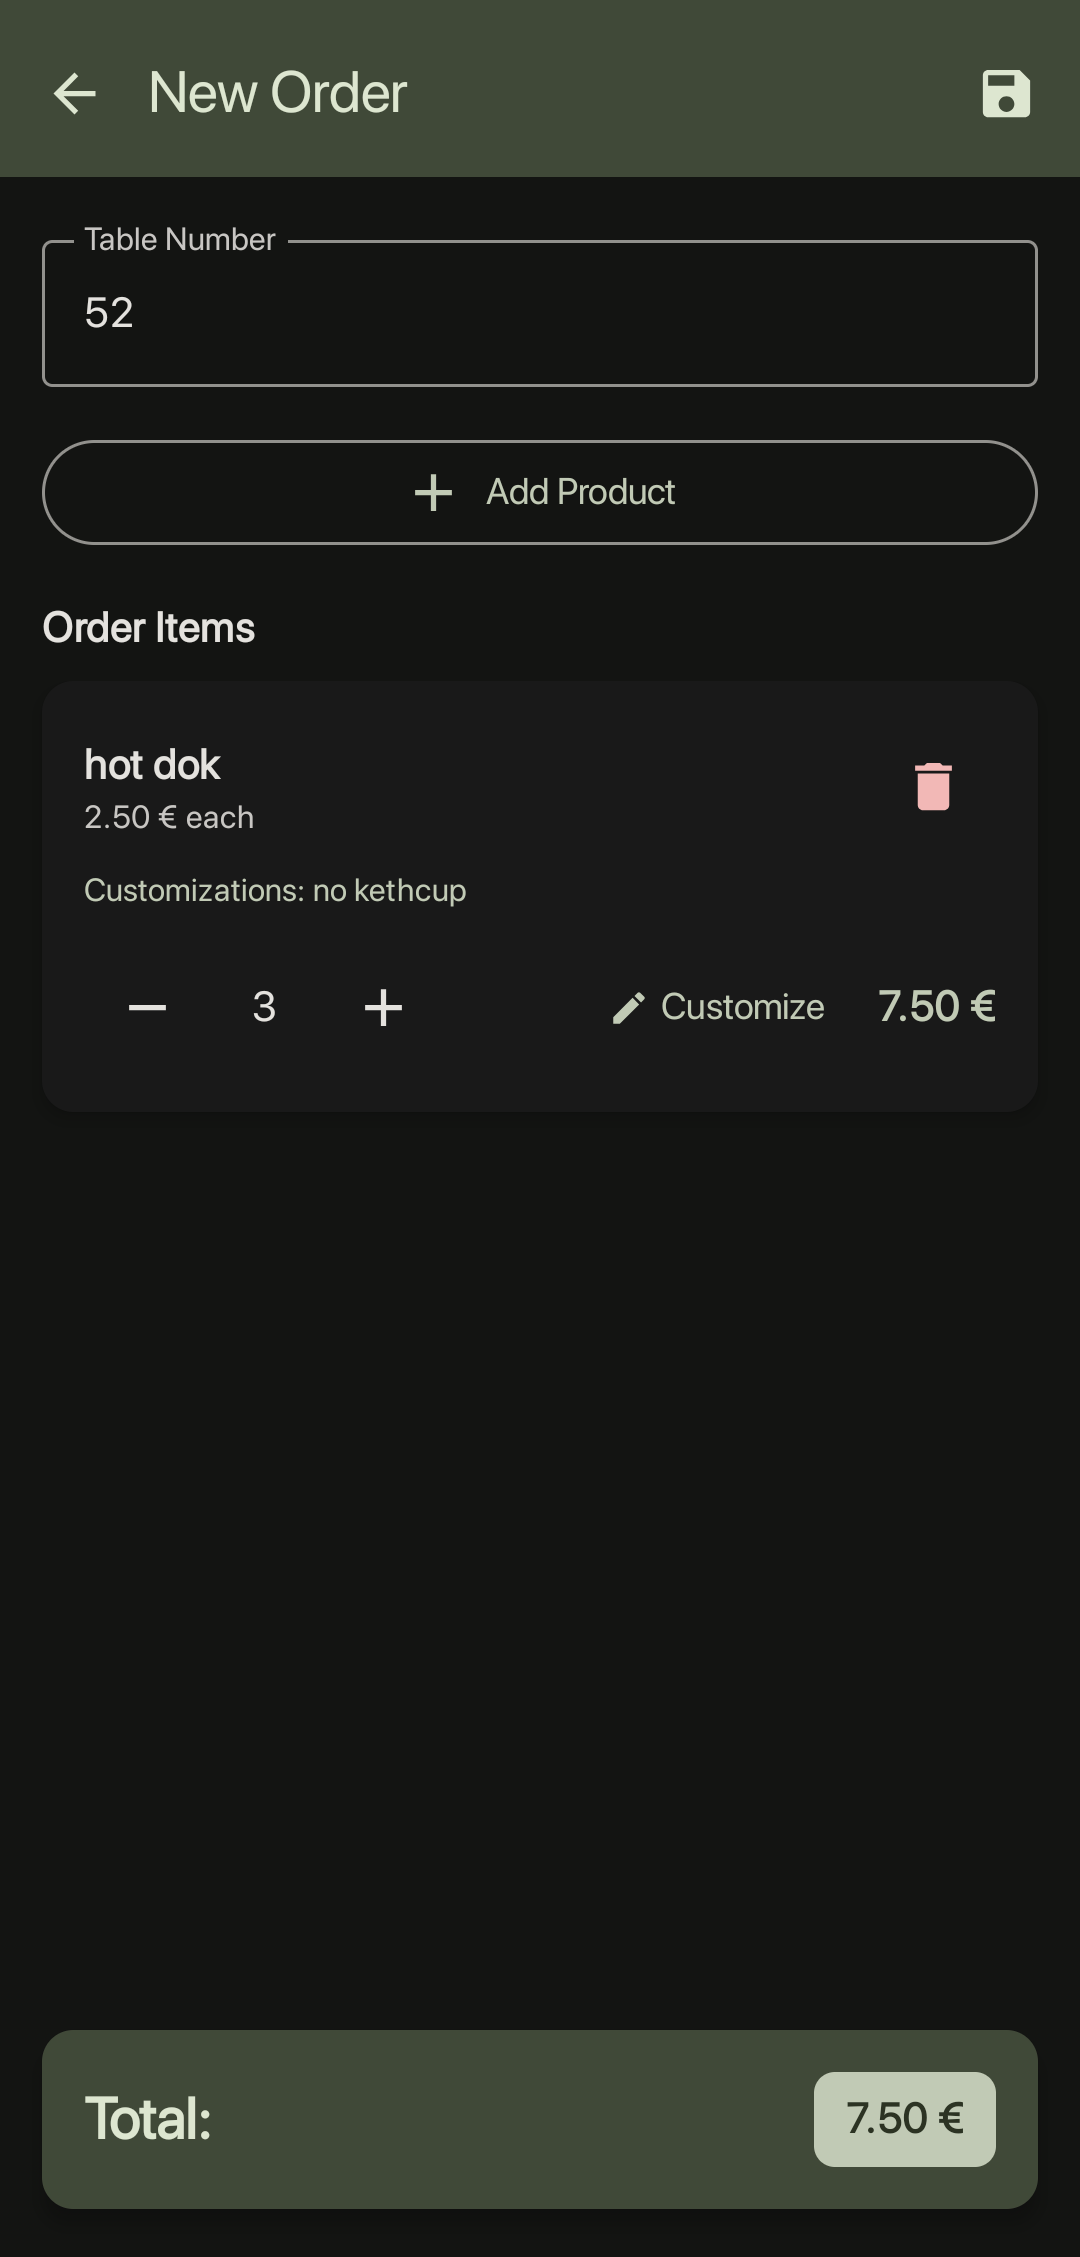 New Order
Table Number
52
Add Product
Order Items
hot dok
2.50 € each
Customizations: no kethcup
3
Customize
7.50 €
Total:
7.50 €